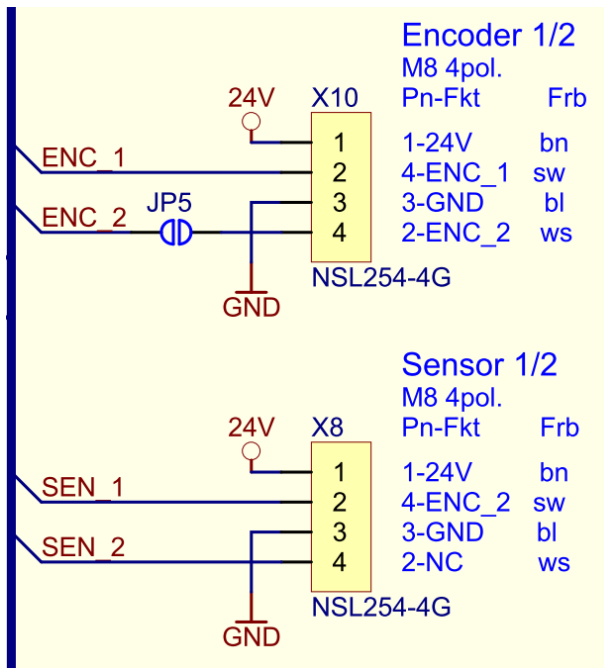 Encoder 1/2
M8 4pol.
24V X10 Pn-Fkt Frb
1 1-24V bn
ENC_1 2 4-ENC_1 sw
JP5 3 3-GND bl
ENC_2 4 2-ENC_2 ws
NSL254-4G
GND
Sensor 1/2
M8 4pol.
24V X8 Pn-Fkt Frb
1 1-24V bn
SEN_1 2 4-ENC_2 sw
3 3-GND bl
SEN_2 4 2-NC ws
NSL254-4G
GND